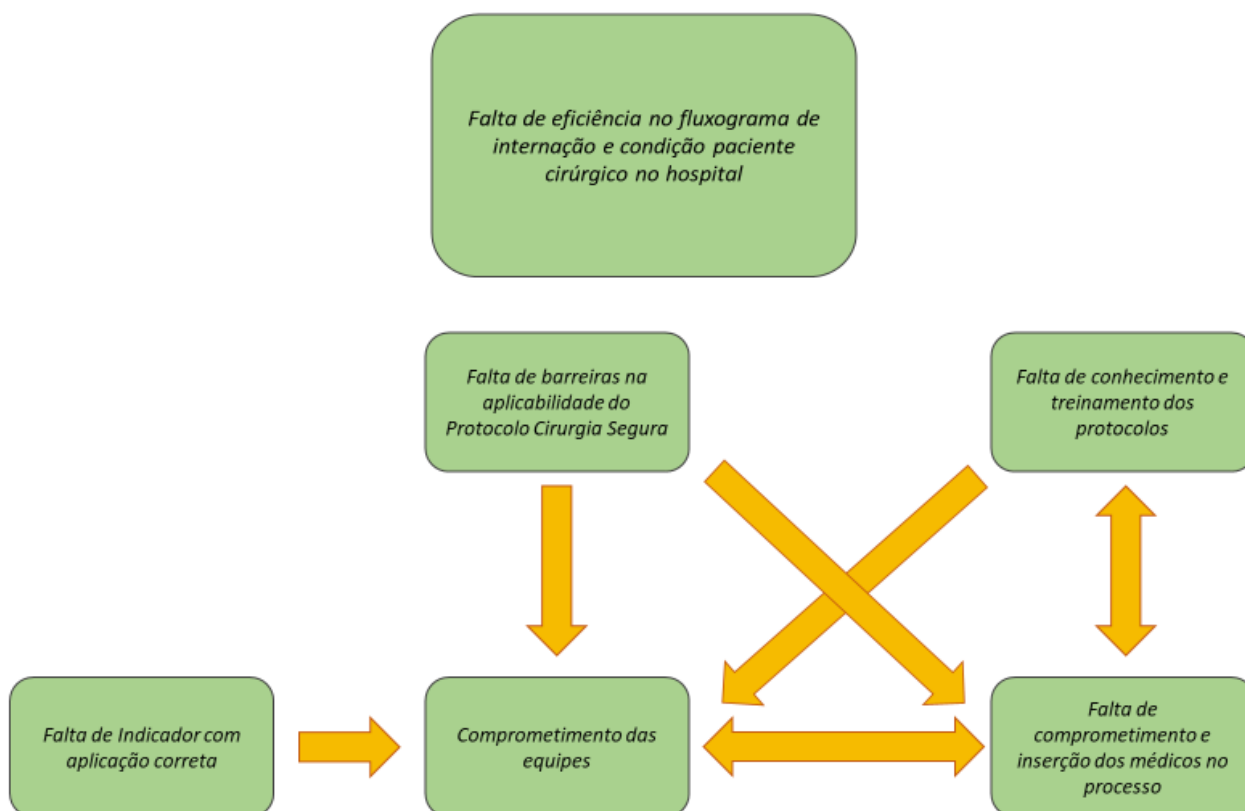 Falta de eficiência no fluxograma de
internação e condição paciente
cirúrgico no hospital
Falta de barreiras na
aplicabilidade do
Protocolo Cirurgia Segura
Falta de conhecimento e
treinamento dos
protocolos
Falta de Indicador com
aplicação correta
Comprometimento das
equipes
Falta de
comprometimento e
inserção dos médicos no
processo